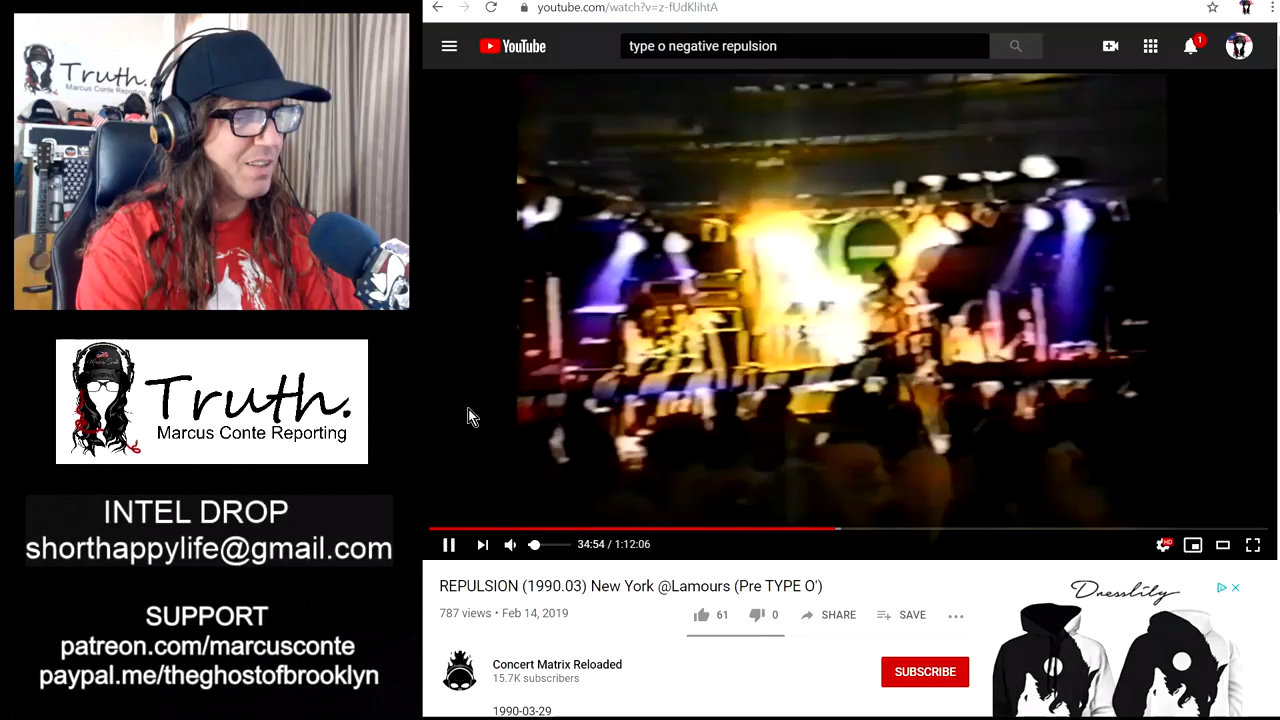 Truth.
Marcus Conte Reporting
Truth.
Marcus Conte Reporting
INTEL DROP
shorthappylife@gmail.com
SUPPORT
patreon.com/marcusconte
paypal.me/theghostofbrooklyn
youtube.com/watch?v=z-fUdKlihtA
YouTube
type o negative repulsion
1
34:54 / 1:12:06
HD
REPULSION (1990.03) New York @Lamours (Pre TYPE O')
787 views • Feb 14, 2019
61
0
SHARE
SAVE
Concert Matrix Reloaded
15.7K subscribers
SUBSCRIBE
1990-03-29
Dresslily